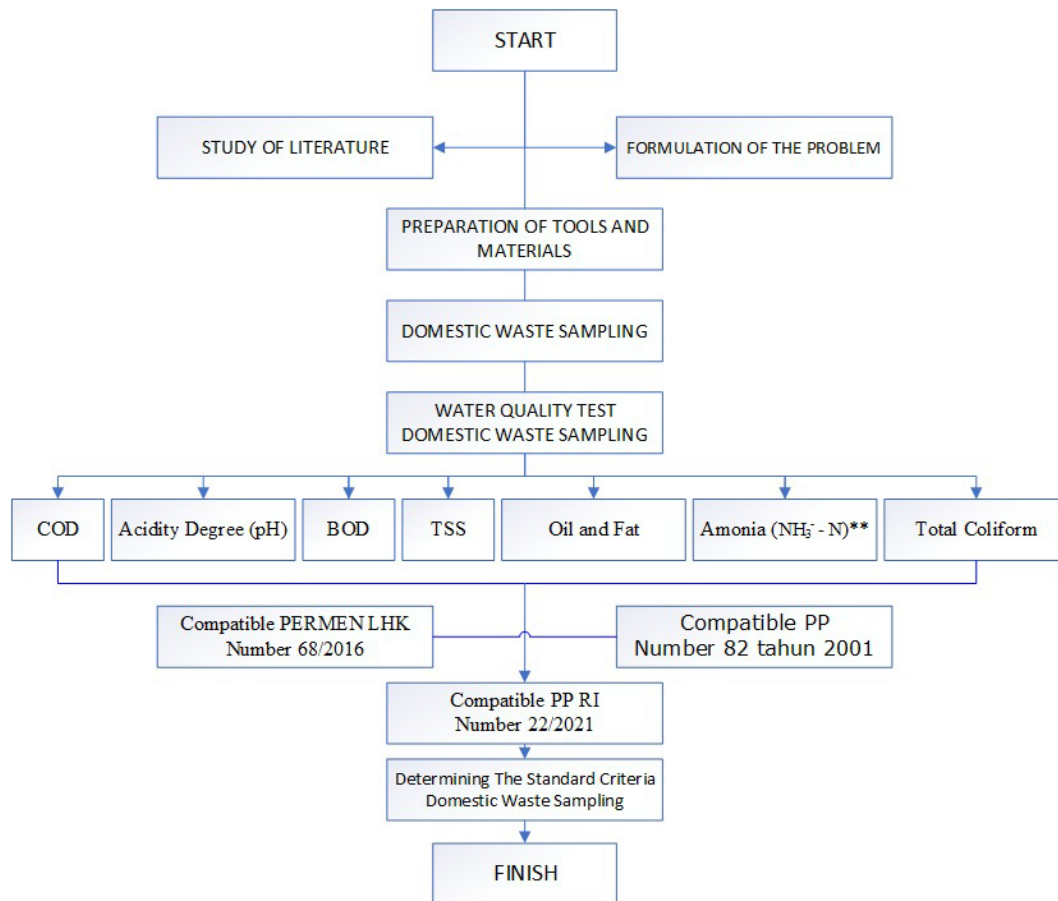 START
STUDY OF LITERATURE
FORMULATION OF THE PROBLEM
PREPARATION OF TOOLS AND
MATERIALS
DOMESTIC WASTE SAMPLING
WATER QUALITY TEST
DOMESTIC WASTE SAMPLING
COD
Acidity Degree (pH)
BOD
TSS
Oil and Fat
Amonia (NH₃⁻ - N)**
Total Coliform
Compatible PERMEN LHK
Number 68/2016
Compatible PP
Number 82 tahun 2001
Compatible PP RI
Number 22/2021
Determining The Standard Criteria
Domestic Waste Sampling
FINISH